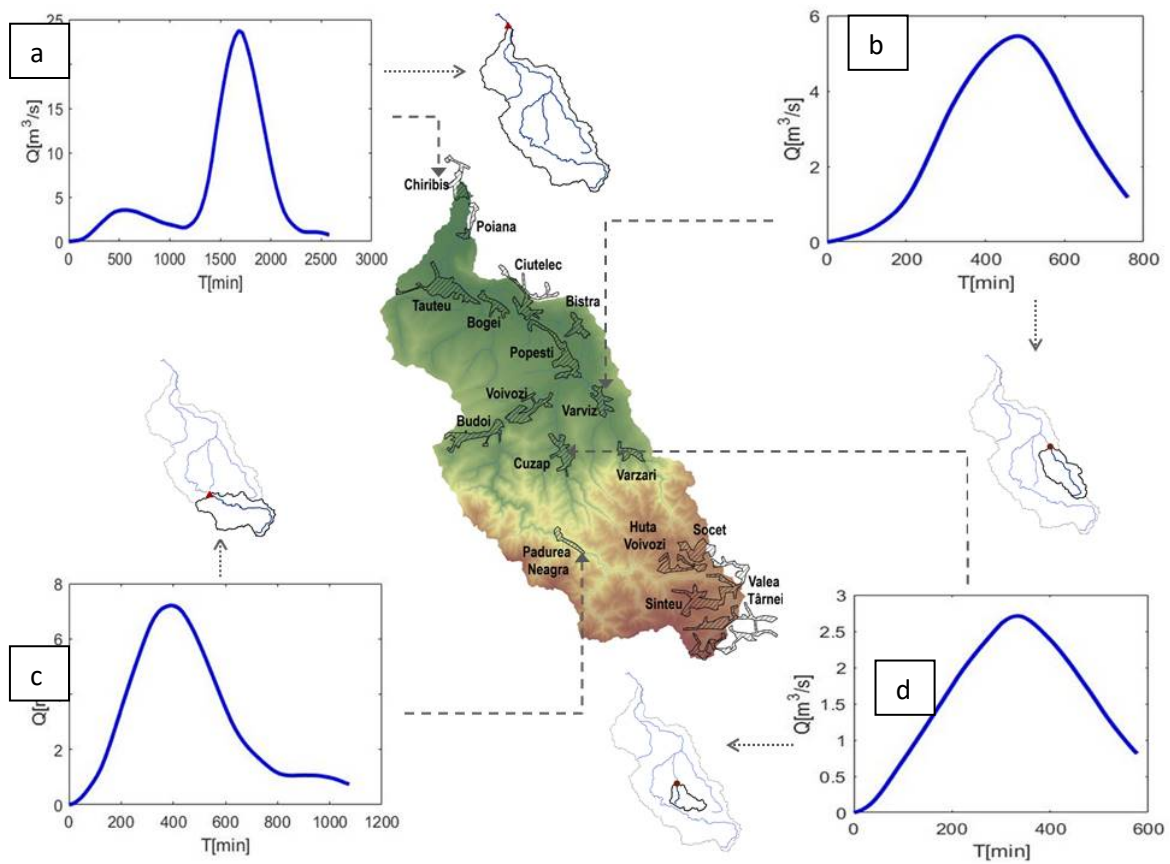 a
25
20
15
10
5
0
Q[m³/s]
0 500 1000 1500 2000 2500 3000
T[min]
b
6
4
2
0
Q[m³/s]
0 200 400 600 800
T[min]
Chiribis
Poiana
Ciutelec
Tauteu
Bogei
Bistra
Popesti
Voivozi
Varviz
Budoi
Cuzap
Varzari
Huta
Voivozi
Socet
Padurea
Neagra
Valea
Târnei
Sinteu
c
8
6
4
2
0
0 200 400 600 800 1000 1200
T[min]
d
3
2.5
2
1.5
1
0.5
0
Q[m³/s]
0 200 400 600
T[min]